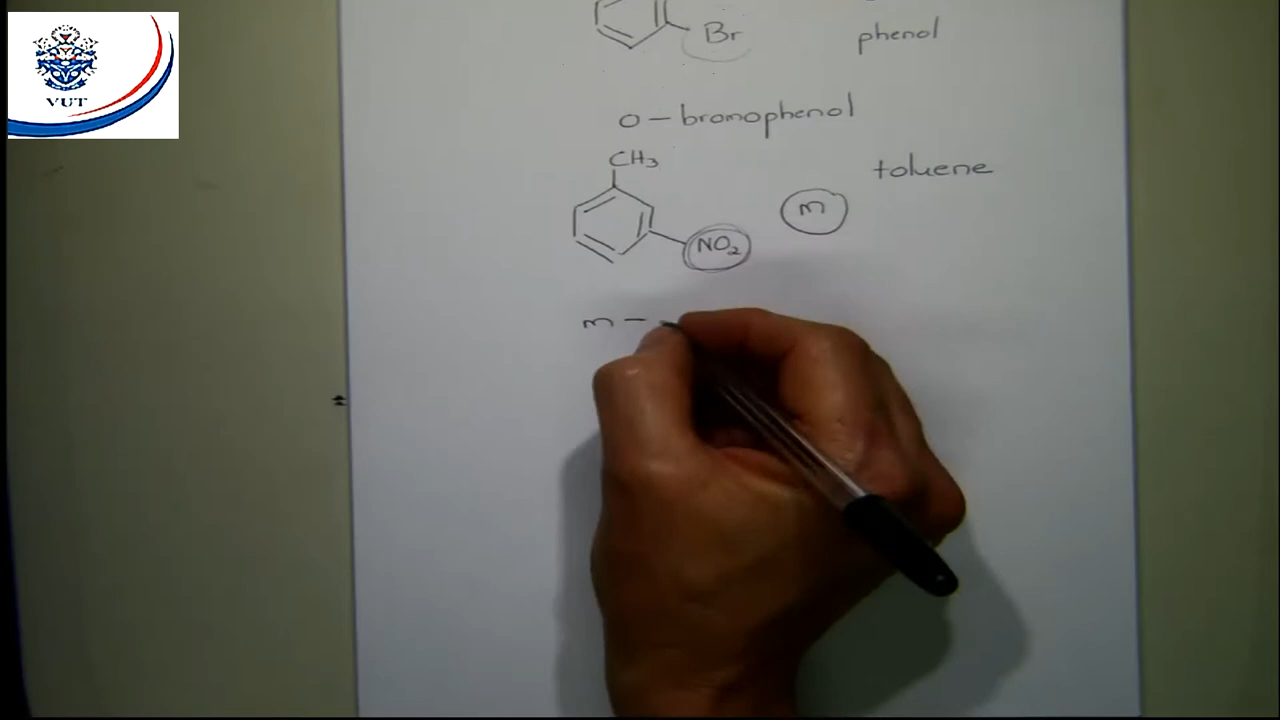 VUT
Br
phenol
o – bromophenol
CH3
toluene
m
NO2
m –